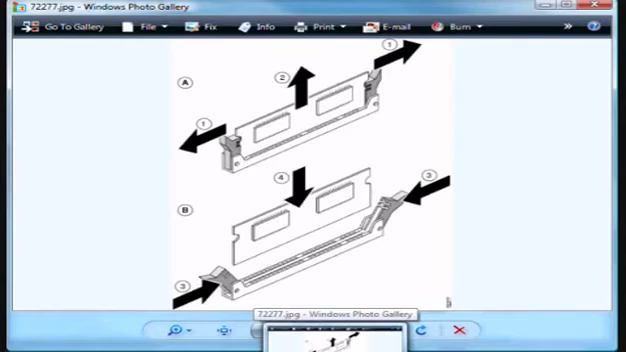 72277.jpg - Windows Photo Gallery
Go To Gallery File Fix Info Print E-mail Burn » ?
1
A 2
1
4 3
B
3
72277.jpg - Windows Photo Gallery